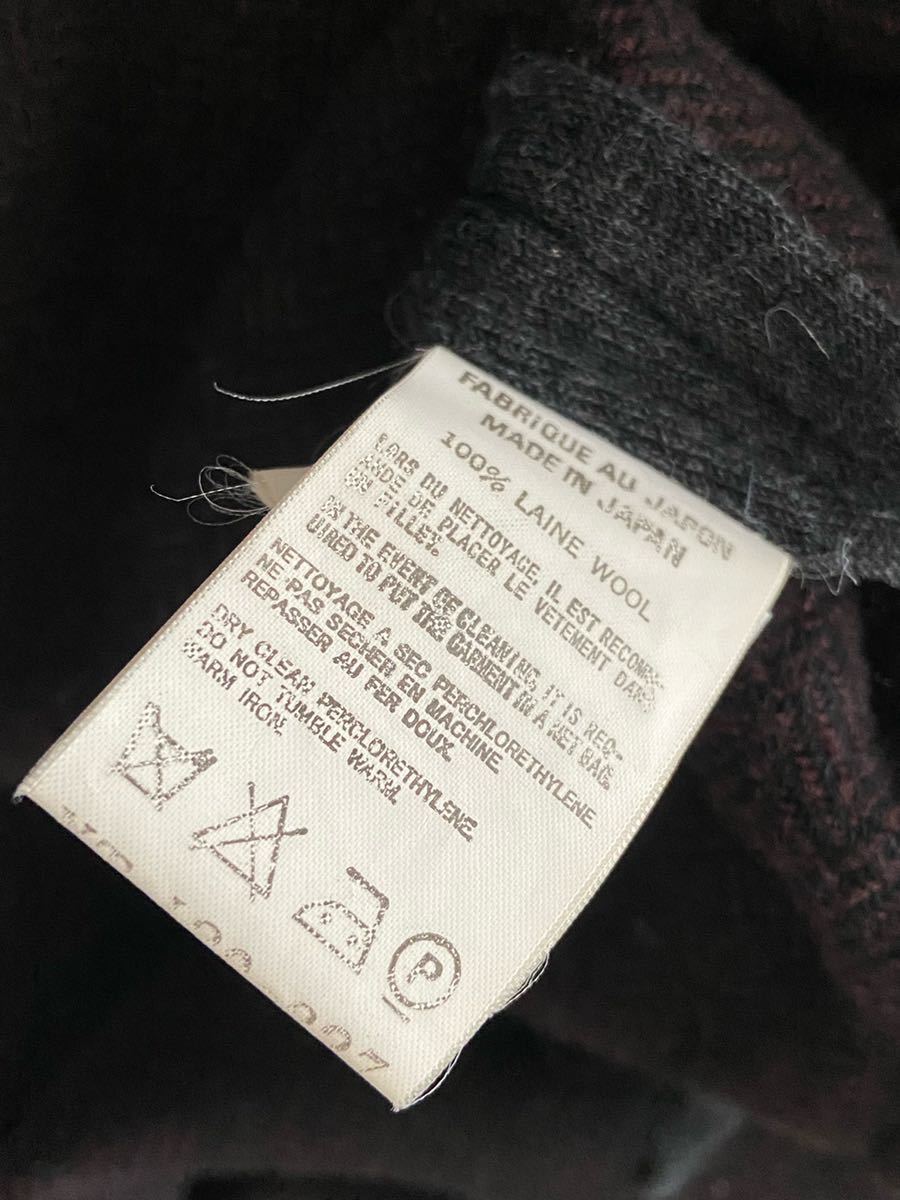 FABRIQUE AU JAPON
MADE IN JAPAN
100% LAINE WOOL
LORS DU NETTOYAGE, IL EST RECOMM-
ANDE DE PLACER LE VETEMENT DANS
UN FILLET.
IN THE EVENT OF CLEANING, IT IS REQ-
UIRED TO PUT THE GARMENT IN A NET BAG.
NETTOYAGE A SEC PERCHLORETHYLENE
NE PAS SECHER EN MACHINE
REPASSER AU FER DOUX.
DRY CLEAN PERCLORETHYLENE
DO NOT TUMBLE WARM,
WARM IRON.
P